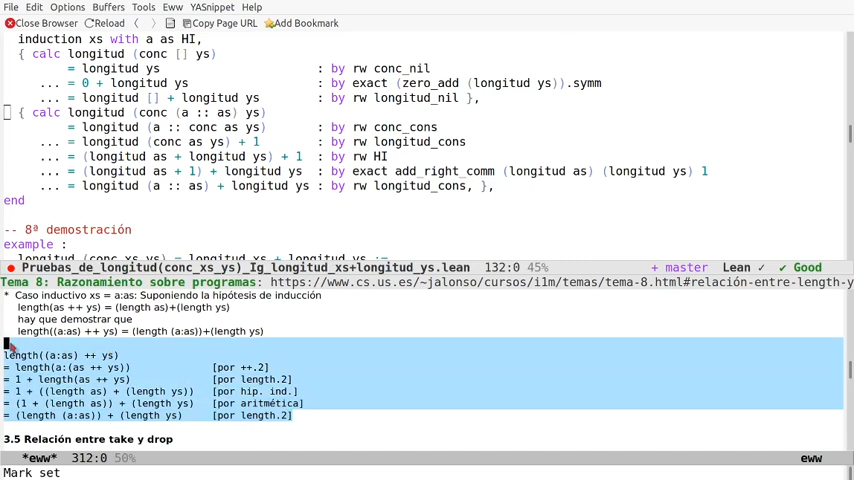 File Edit Options Buffers Tools Eww YASnippet Help
Close Browser Reload Copy Page URL Add Bookmark
induction xs with a as HI,
{ calc longitud (conc [] ys)
= longitud ys : by rw conc_nil
... = 0 + longitud ys : by exact (zero_add (longitud ys)).symm
... = longitud [] + longitud ys : by rw longitud_nil },
{ calc longitud (conc (a :: as) ys)
= longitud (a :: conc as ys) : by rw conc_cons
... = longitud (conc as ys) + 1 : by rw longitud_cons
... = (longitud as + longitud ys) + 1 : by rw HI
... = (longitud as + 1) + longitud ys : by exact add_right_comm (longitud as) (longitud ys) 1
... = longitud (a :: as) + longitud ys : by rw longitud_cons, },
end
-- 8ª demostración
example :
longitud (conc xs ys) = longitud xs + longitud ys :=
Pruebas_de_longitud(conc_xs_ys)_Ig_longitud_xs+longitud_ys.lean 132:0 45% + master Lean ✓ ✓ Good
Tema 8: Razonamiento sobre programas: https://www.cs.us.es/~jalonso/cursos/i1m/temas/tema-8.html#relación-entre-length-y
* Caso inductivo xs = a:as: Suponiendo la hipótesis de inducción
length(as ++ ys) = (length as)+(length ys)
hay que demostrar que
length((a:as) ++ ys) = (length (a:as))+(length ys)
length((a:as) ++ ys)
= length(a:(as ++ ys)) [por ++.2]
= 1 + length(as ++ ys) [por length.2]
= 1 + ((length as) + (length ys)) [por hip. ind.]
= (1 + (length as)) + (length ys) [por aritmética]
= (length (a:as)) + (length ys) [por length.2]
3.5 Relación entre take y drop
*eww* 312:0 50% eww
Mark set